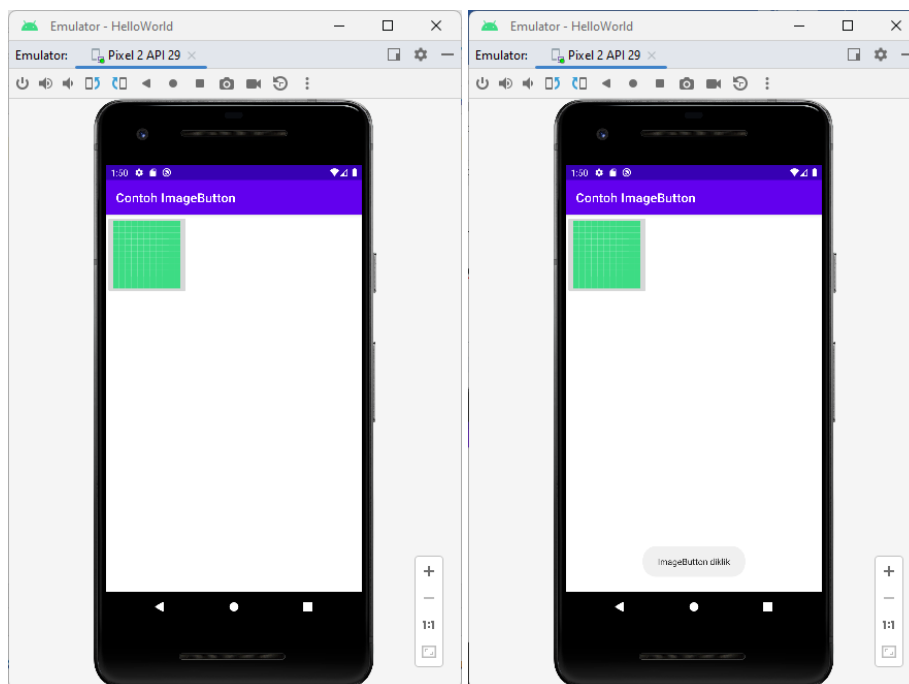 Emulator - HelloWorld
Emulator: Pixel 2 API 29
1:50
Contoh ImageButton
1:1
Emulator - HelloWorld
Emulator: Pixel 2 API 29
1:50
Contoh ImageButton
ImageButton diklik
1:1